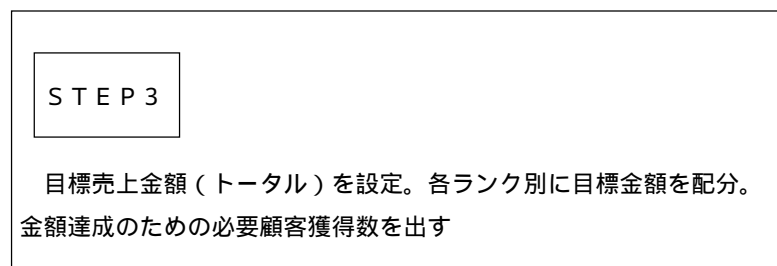 ＳＴＥＰ３
目標売上金額（トータル）を設定。各ランク別に目標金額を配分。
金額達成のための必要顧客獲得数を出す